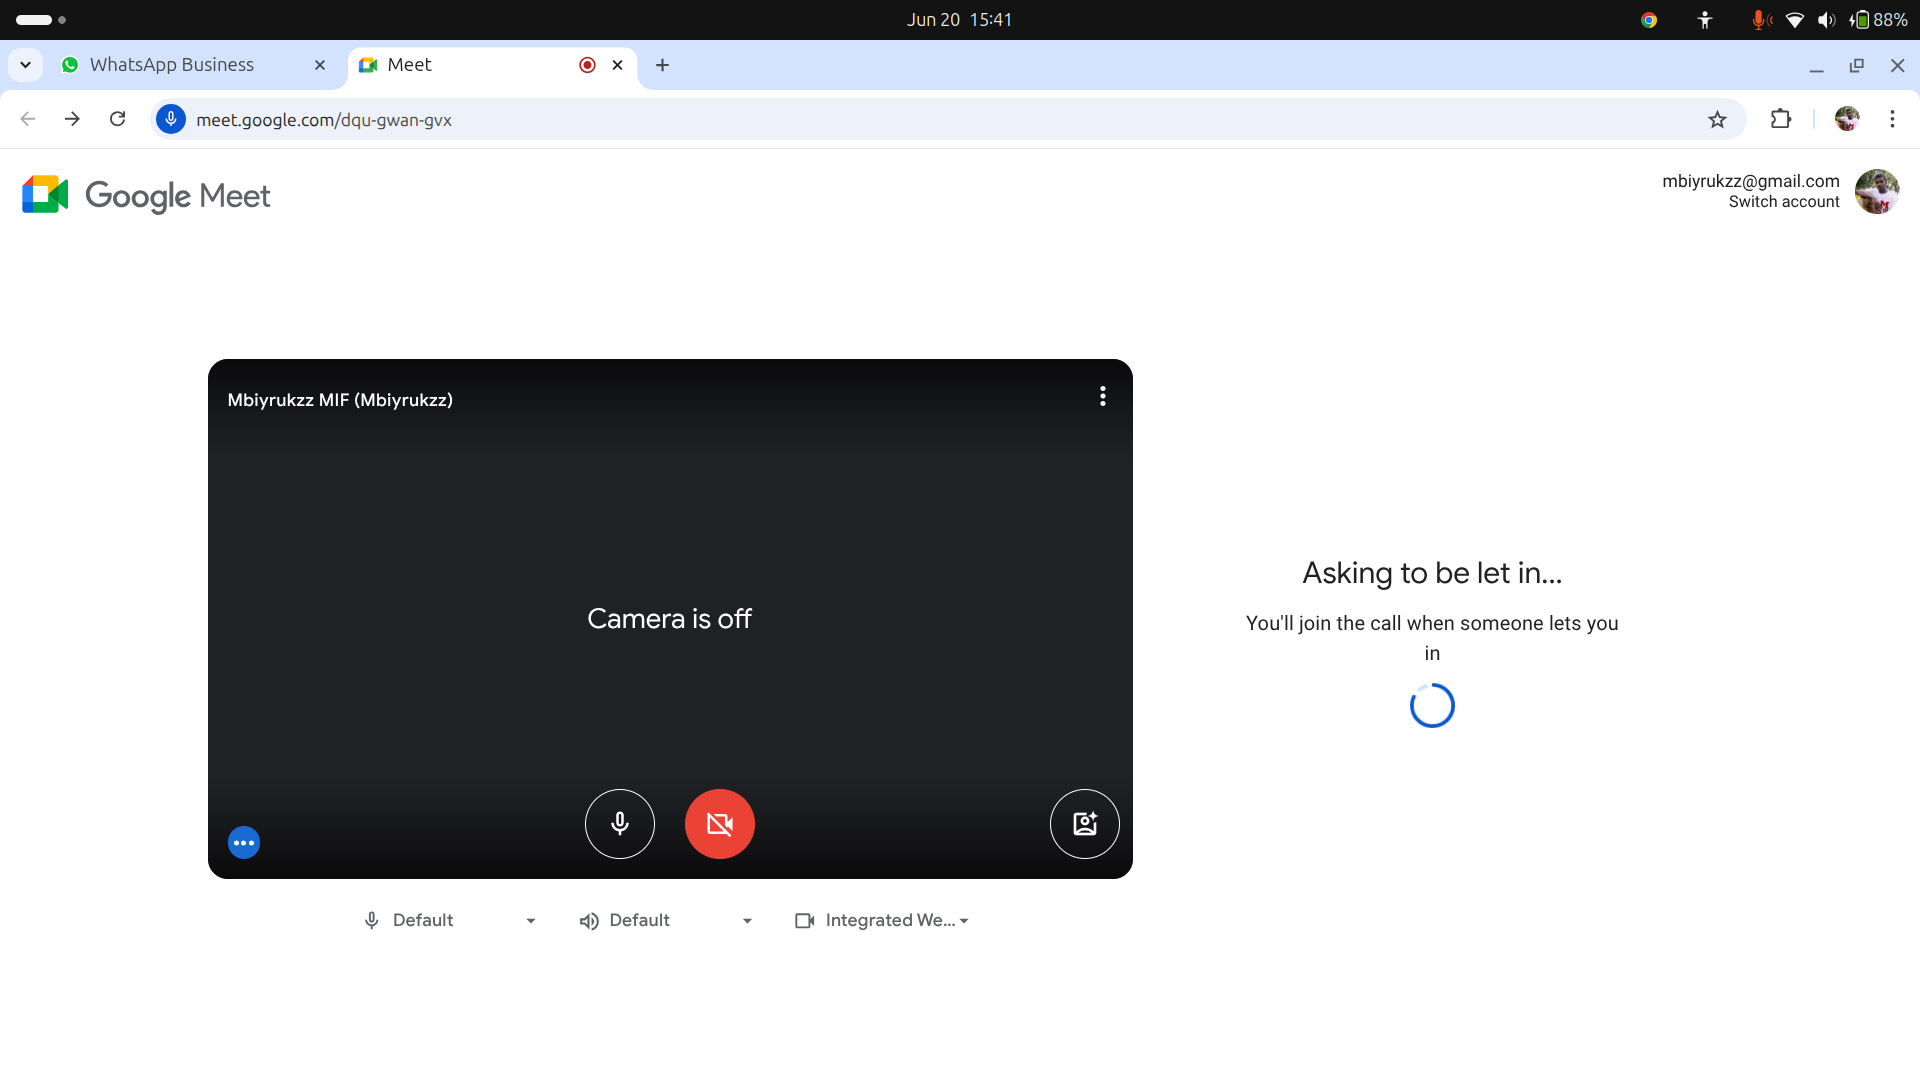 Jun 20 15:41
88%
WhatsApp Business
Meet
meet.google.com/dqu-gwan-gvx
Google Meet
mbiyrukzz@gmail.com
Switch account
Mbiyrukzz MIF (Mbiyrukzz)
Camera is off
Asking to be let in...
You'll join the call when someone lets you
in
Default
Default
Integrated We...